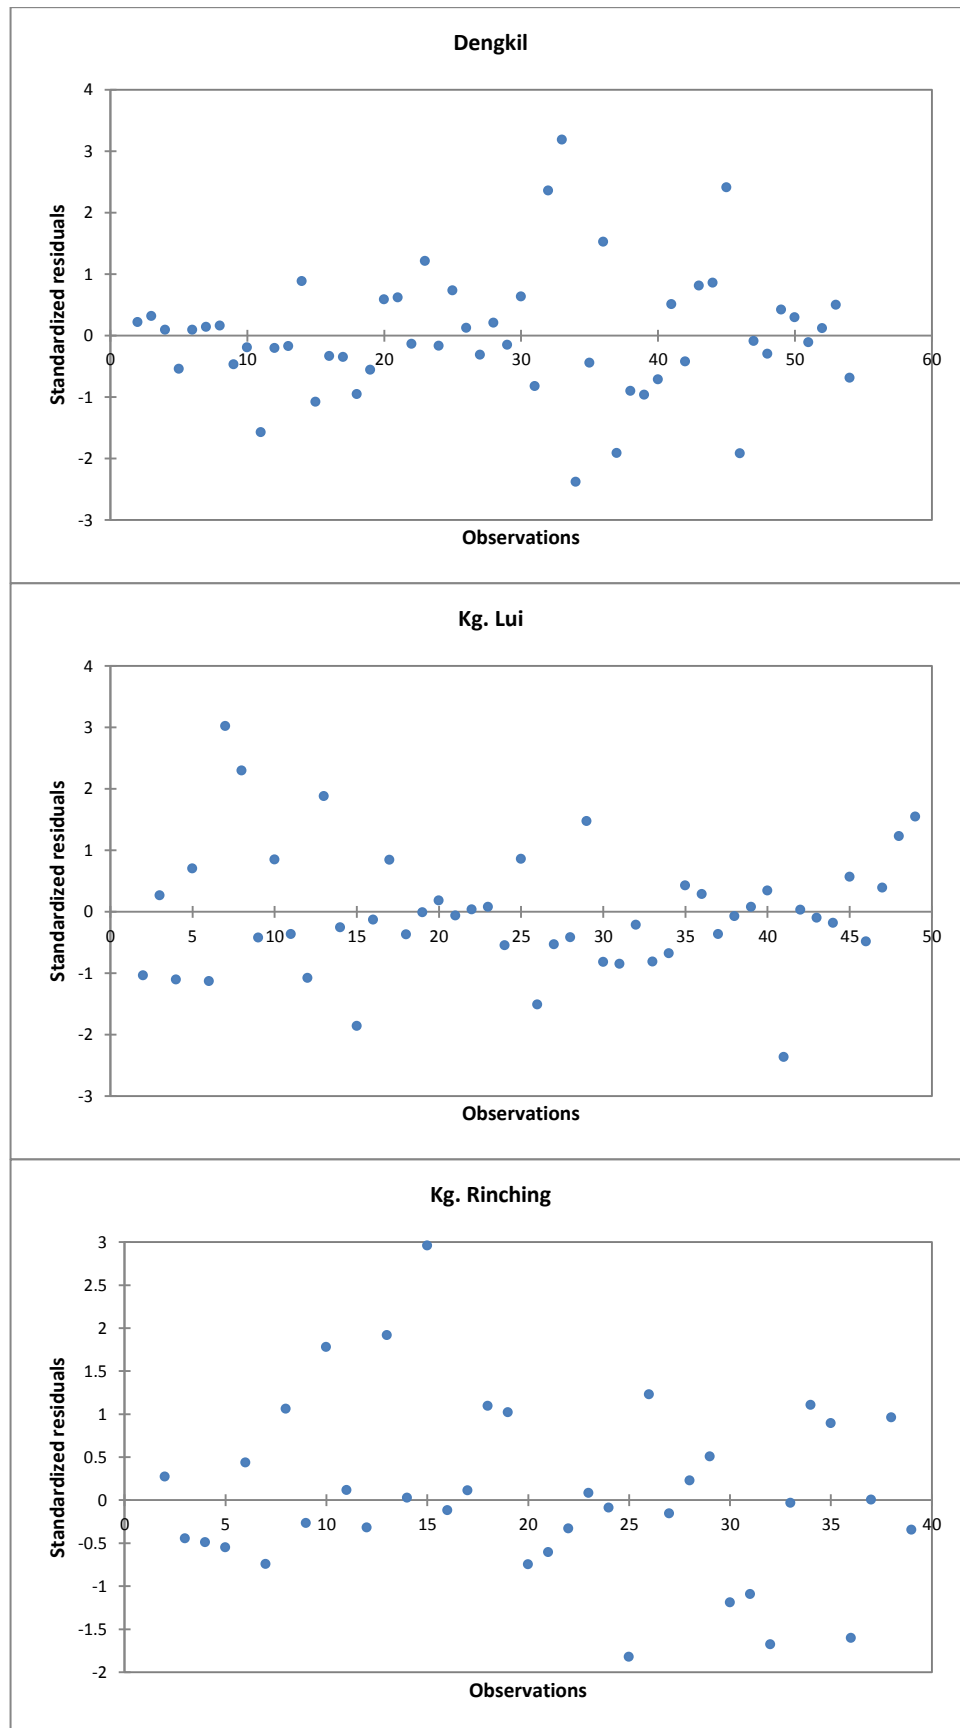 Dengkil
4
3
2
1
0
-1
-2
-3
0 10 20 30 40 50 60
Standardized residuals
Observations
Kg. Lui
4
3
2
1
0
-1
-2
-3
0 5 10 15 20 25 30 35 40 45 50
Standardized residuals
Observations
Kg. Rinching
3
2.5
2
1.5
1
0.5
0
-0.5
-1
-1.5
-2
0 5 10 15 20 25 30 35 40
Standardized residuals
Observations